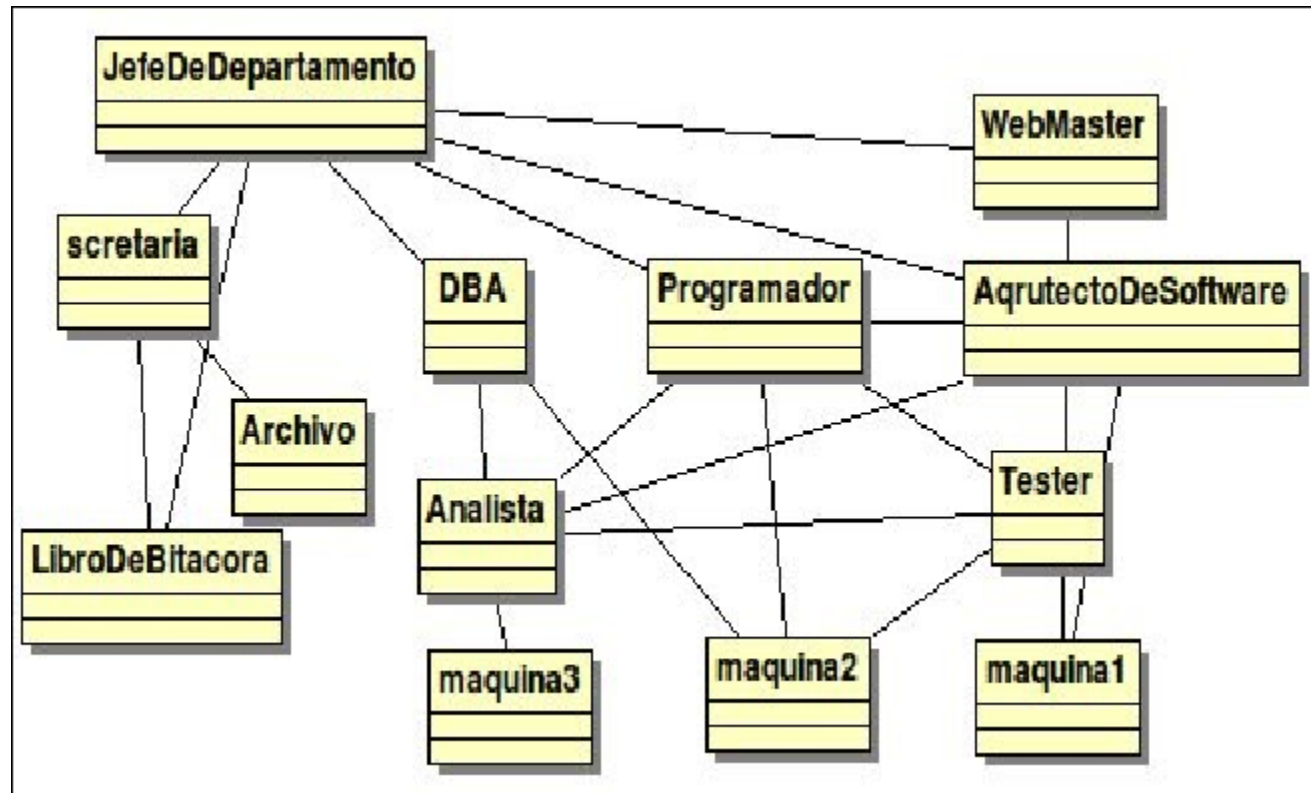 JefeDeDepartamento
WebMaster
scretaria
DBA
Programador
AqrutectoDeSoftware
Archivo
Analista
Tester
LibroDeBitacora
maquina3
maquina2
maquina1